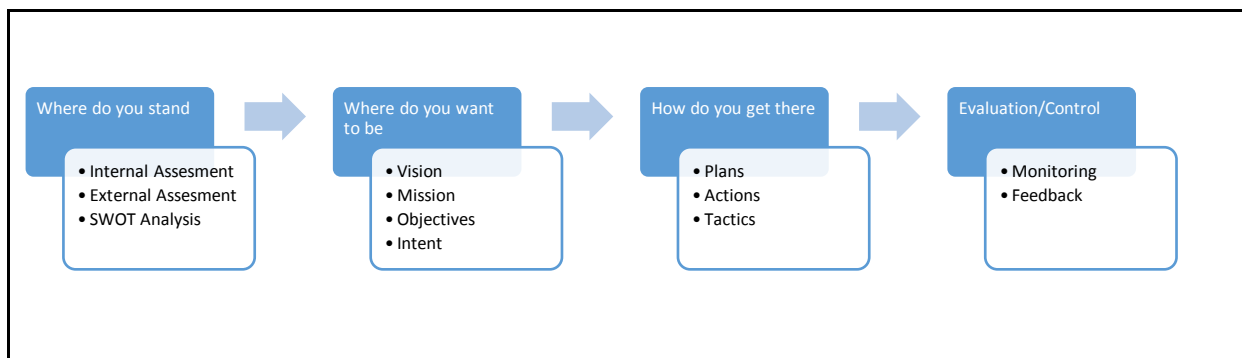 Where do you stand
• Internal Assesment
• External Assesment
• SWOT Analysis
Where do you want
to be
• Vision
• Mission
• Objectives
• Intent
How do you get there
• Plans
• Actions
• Tactics
Evaluation/Control
• Monitoring
• Feedback